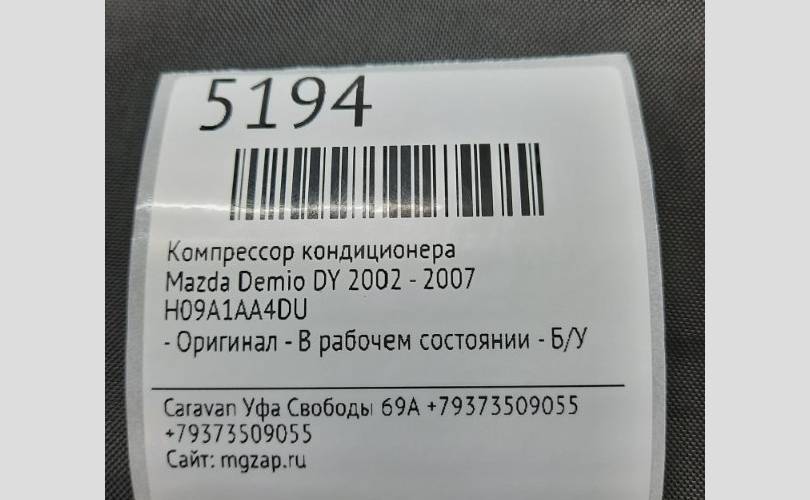 5194
Компрессор кондиционера
Mazda Demio DY 2002 - 2007
H09A1AA4DU
- Оригинал - В рабочем состоянии - Б/У
Caravan Уфа Свободы 69А +79373509055
+79373509055
Сайт: mgzap.ru